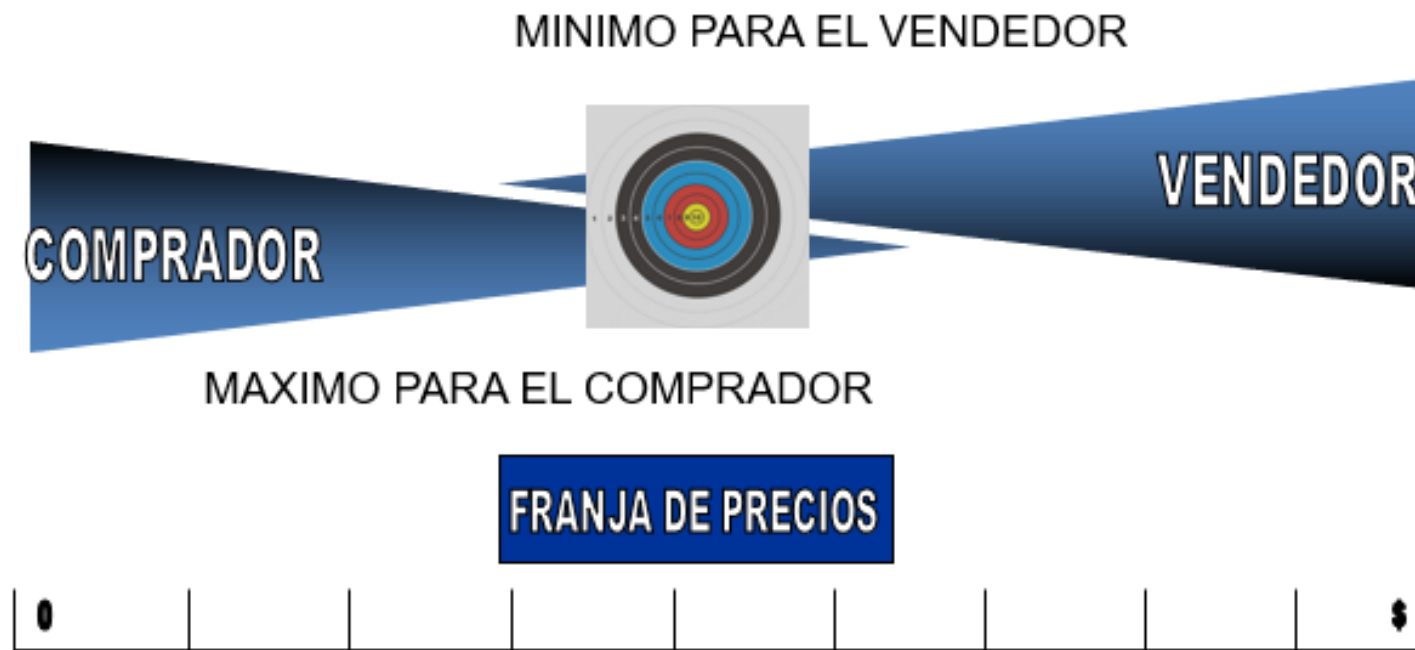 MINIMO PARA EL VENDEDOR
VENDEDOR
COMPRADOR
MAXIMO PARA EL COMPRADOR
FRANJA DE PRECIOS
0 $